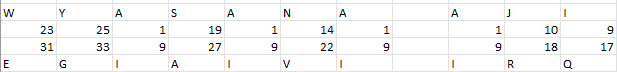 W Y A S A N A A J I
23 25 1 19 1 14 1 1 10 9
31 33 9 27 9 22 9 9 18 17
E G I A I V I I R Q